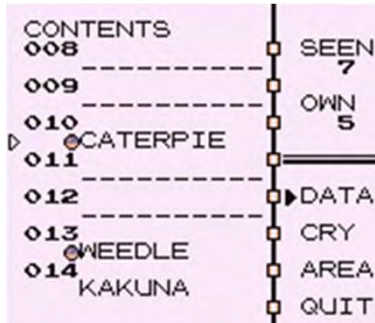 CONTENTS
008
----------
009
----------
010
CATERPIE
011
----------
012
----------
013
WEEDLE
014
KAKUNA
SEEN
7
OWN
5
DATA
CRY
AREA
QUIT